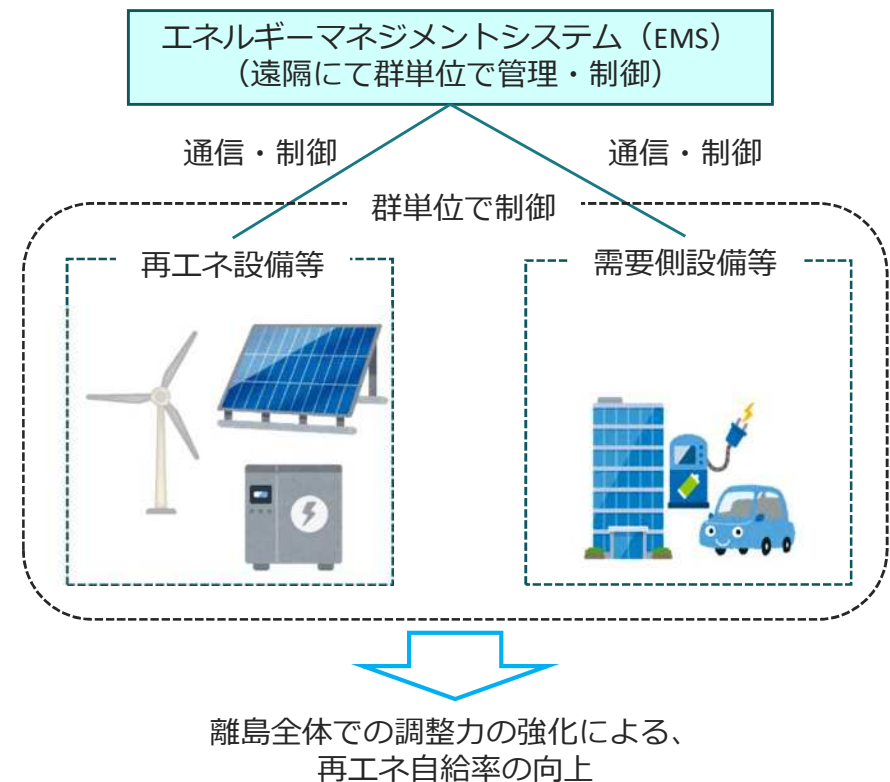 エネルギーマネジメントシステム（EMS）
（遠隔にて群単位で管理・制御）
通信・制御
通信・制御
群単位で制御
再エネ設備等
需要側設備等
離島全体での調整力の強化による、
再エネ自給率の向上